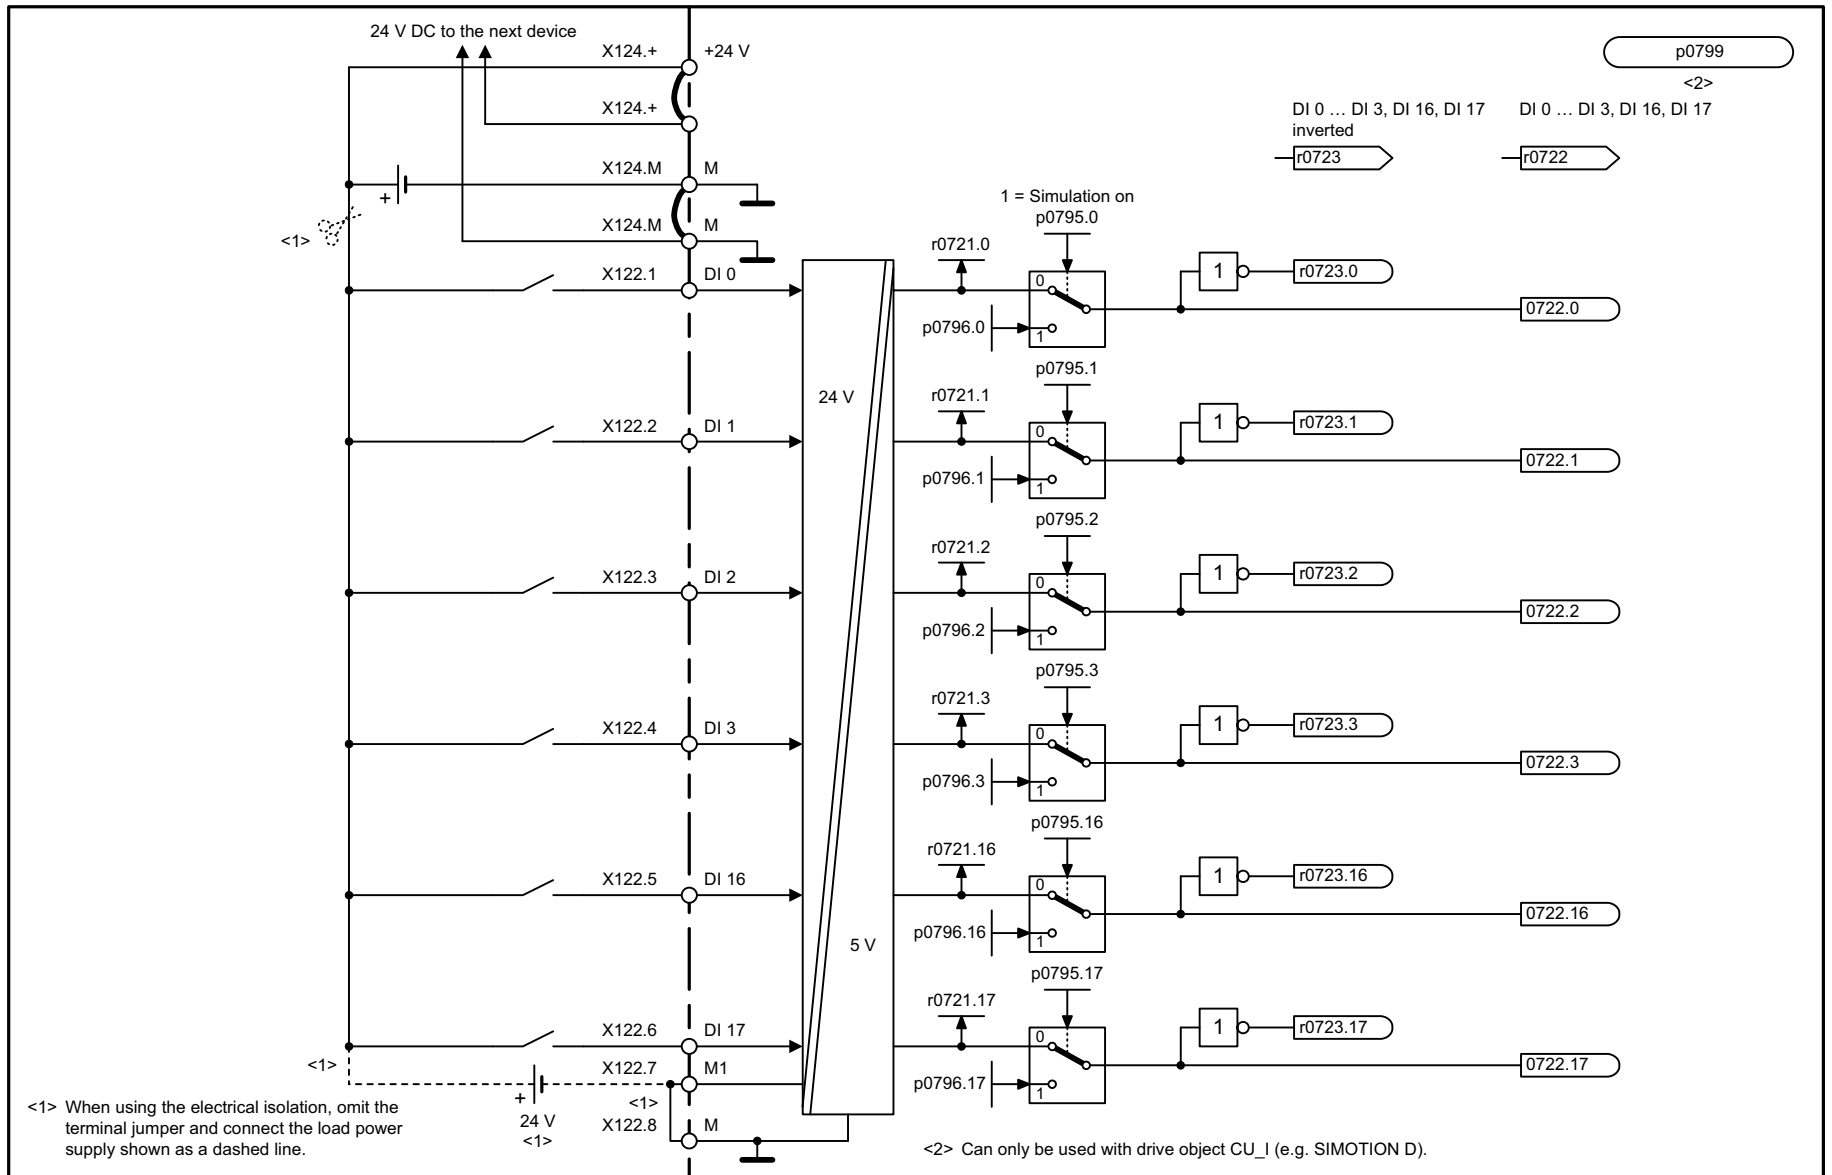 24 V DC to the next device
X124.+
+24 V
X124.+
X124.M
M
+
X124.M
M
<1>
p0799
<2>
DI 0 … DI 3, DI 16, DI 17
inverted
r0723
DI 0 … DI 3, DI 16, DI 17
r0722
1 = Simulation on
p0795.0
X122.1
DI 0
r0721.0
0
p0796.0
1
1
r0723.0
0722.0
24 V
p0795.1
X122.2
DI 1
r0721.1
0
p0796.1
1
1
r0723.1
0722.1
p0795.2
X122.3
DI 2
r0721.2
0
p0796.2
1
1
r0723.2
0722.2
p0795.3
X122.4
DI 3
r0721.3
0
p0796.3
1
1
r0723.3
0722.3
p0795.16
X122.5
DI 16
r0721.16
0
p0796.16
1
1
r0723.16
0722.16
5 V
p0795.17
X122.6
DI 17
r0721.17
0
p0796.17
1
1
r0723.17
0722.17
<1>
X122.7
M1
+
24 V
<1>
<1>
X122.8
M
<1> When using the electrical isolation, omit the
terminal jumper and connect the load power
supply shown as a dashed line.
<2> Can only be used with drive object CU_I (e.g. SIMOTION D).